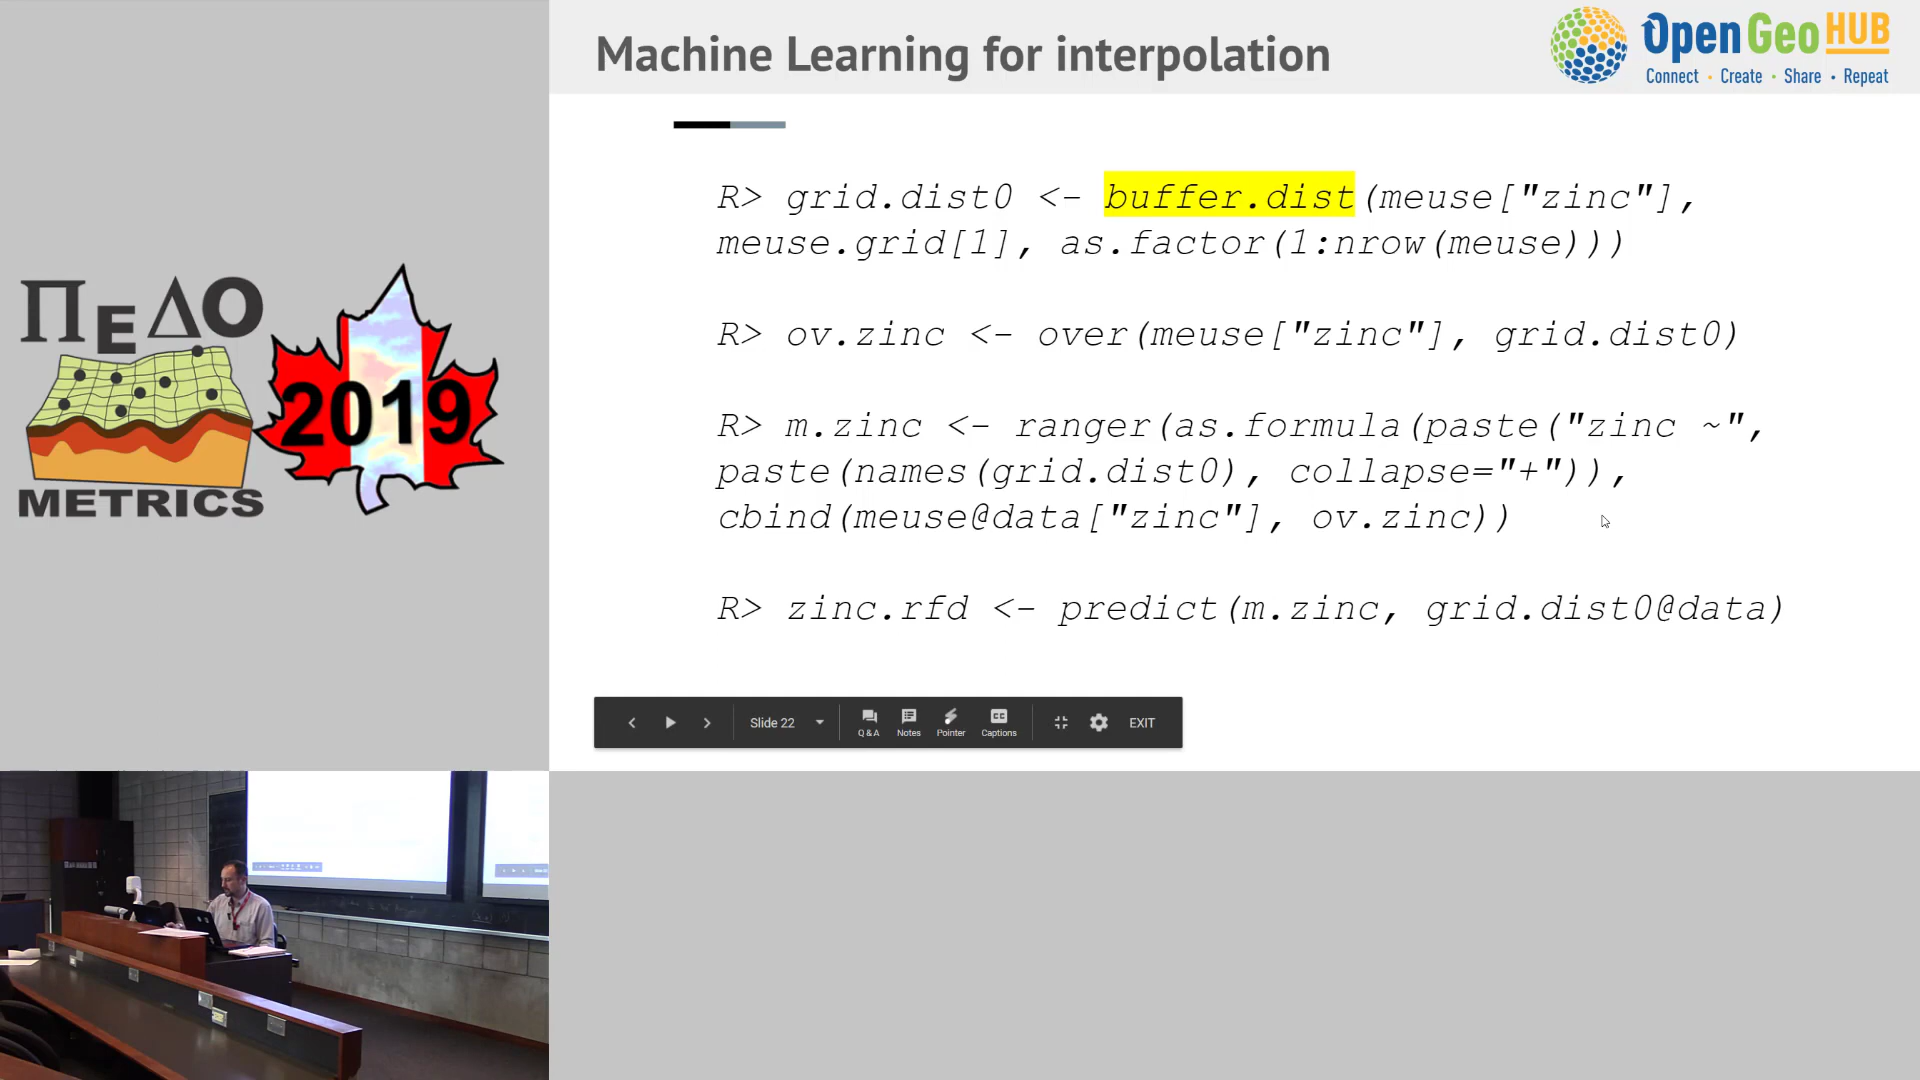 Machine Learning for interpolation
Open Geo HUB
Connect · Create · Share · Repeat
R> grid.dist0 <- buffer.dist(meuse["zinc"],
meuse.grid[1], as.factor(1:nrow(meuse)))
R> ov.zinc <- over(meuse["zinc"], grid.dist0)
R> m.zinc <- ranger(as.formula(paste("zinc ~",
paste(names(grid.dist0), collapse="+")),
cbind(meuse@data["zinc"], ov.zinc))
R> zinc.rfd <- predict(m.zinc, grid.dist0@data)
ΠΕΔΟ
METRICS
2019
Slide 22
Q&A
Notes
CC
Pointer
Captions
EXIT